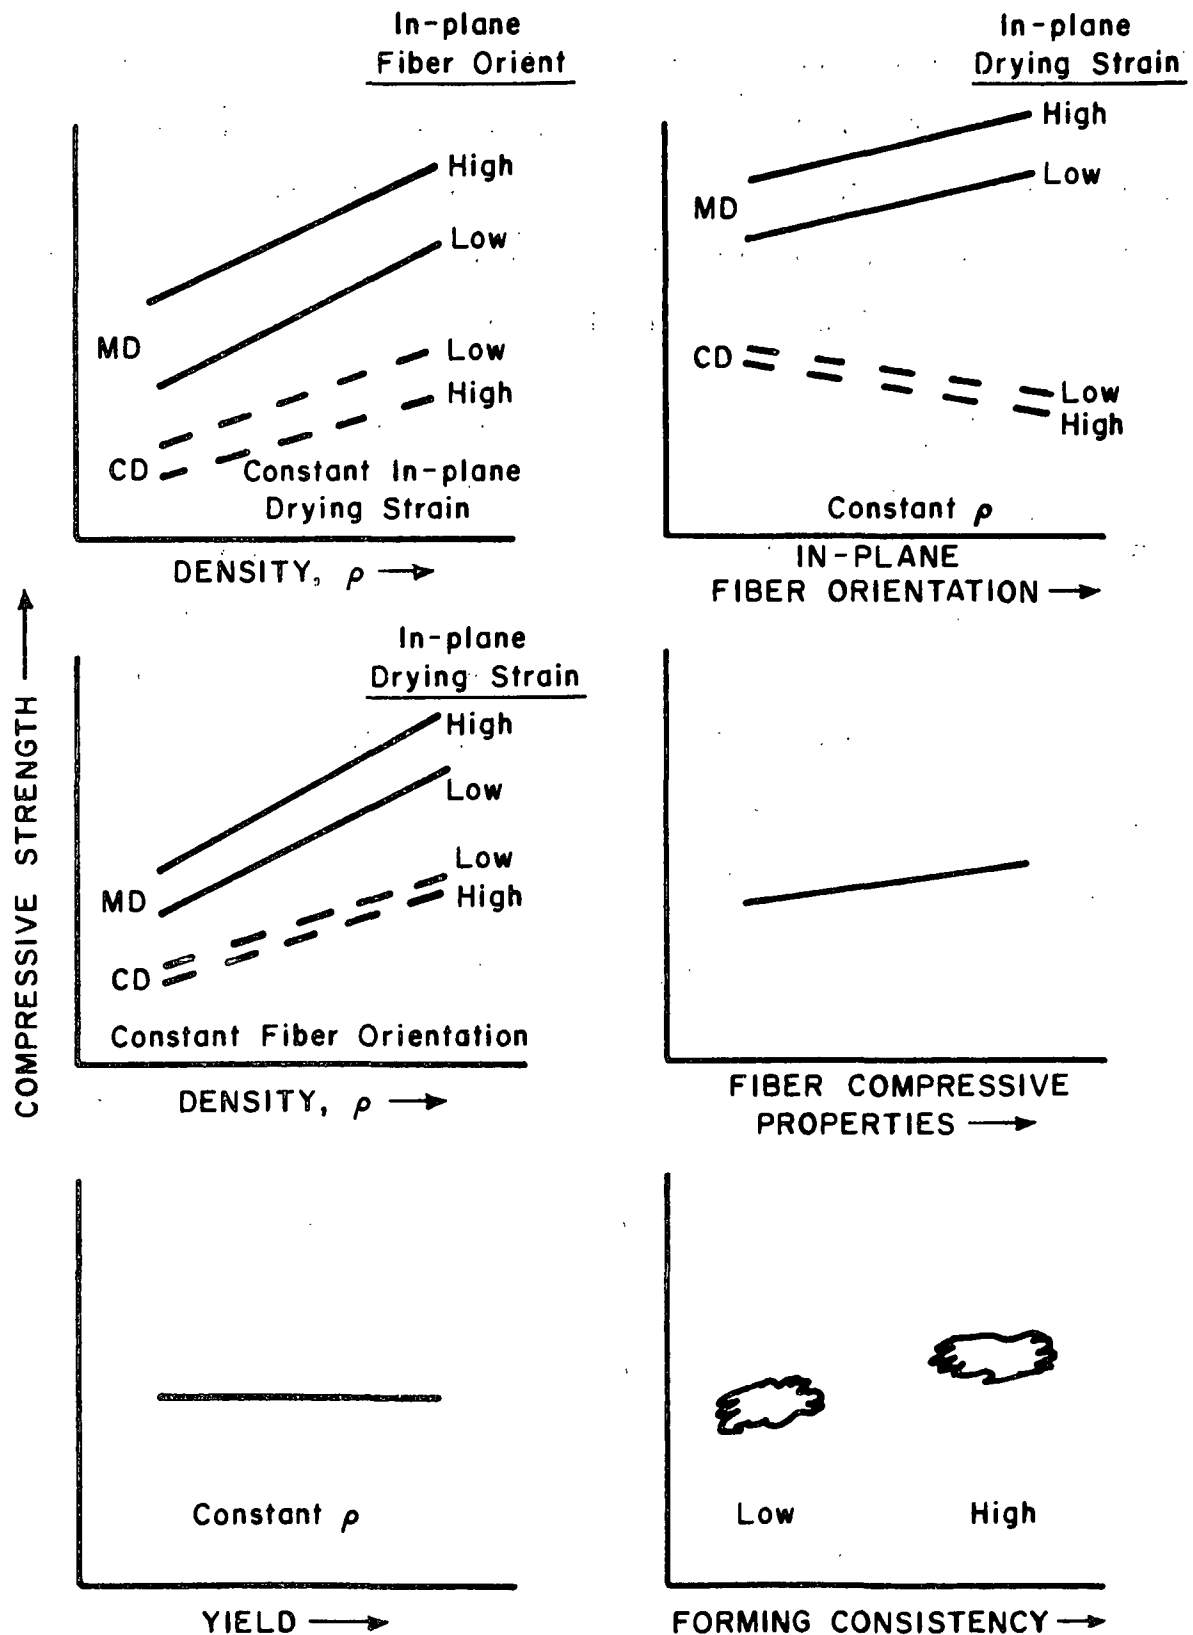 In-plane
Fiber Orient
High
Low
MD
Low
High
CD
Constant In-plane
Drying Strain
DENSITY, ρ
In-plane
Drying Strain
High
Low
MD
CD
Low
High
Constant ρ
IN-PLANE
FIBER ORIENTATION
COMPRESSIVE STRENGTH
In-plane
Drying Strain
High
Low
Low
MD
High
CD
Constant Fiber Orientation
DENSITY, ρ
FIBER COMPRESSIVE
PROPERTIES
Constant ρ
YIELD
Low High
FORMING CONSISTENCY